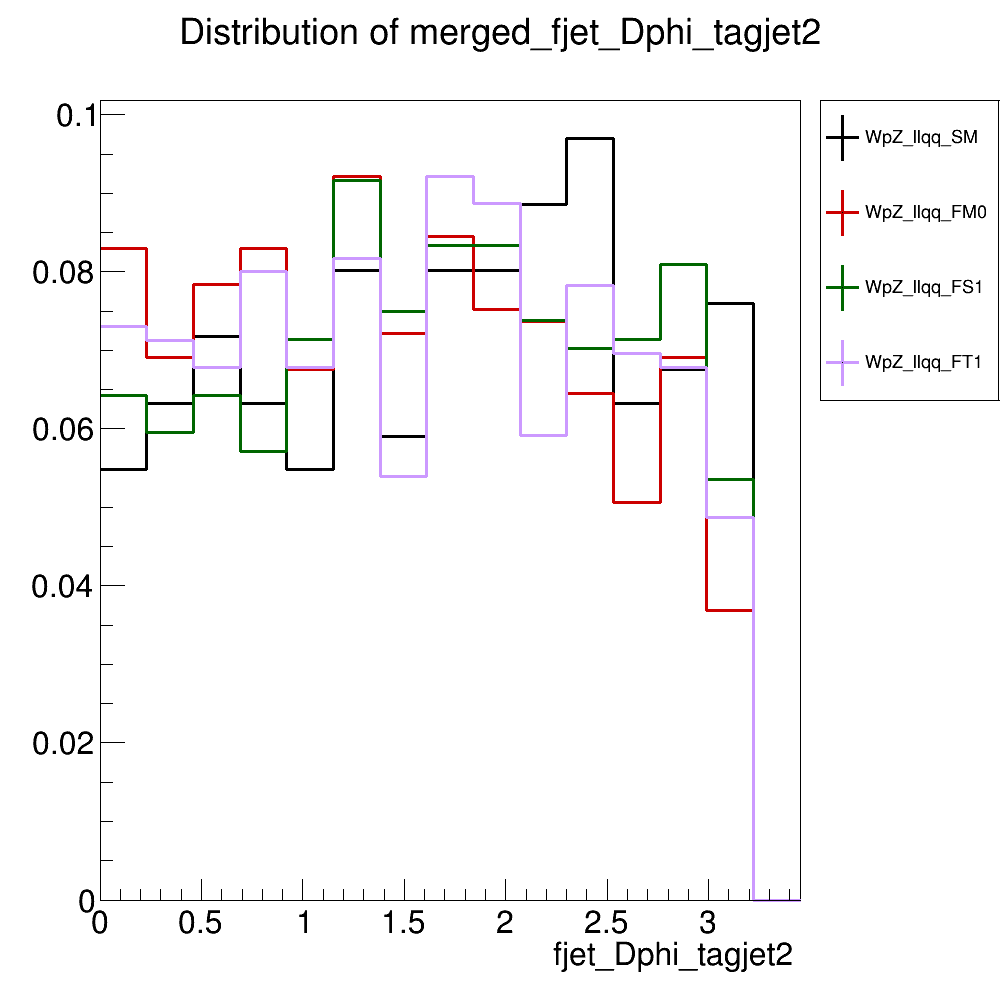 Distribution of merged_fjet_Dphi_tagjet2
0.1
0.08
0.06
0.04
0.02
0
0 0.5 1 1.5 2 2.5 3
fjet_Dphi_tagjet2
WpZ_llqq_SM
WpZ_llqq_FM0
WpZ_llqq_FS1
WpZ_llqq_FT1